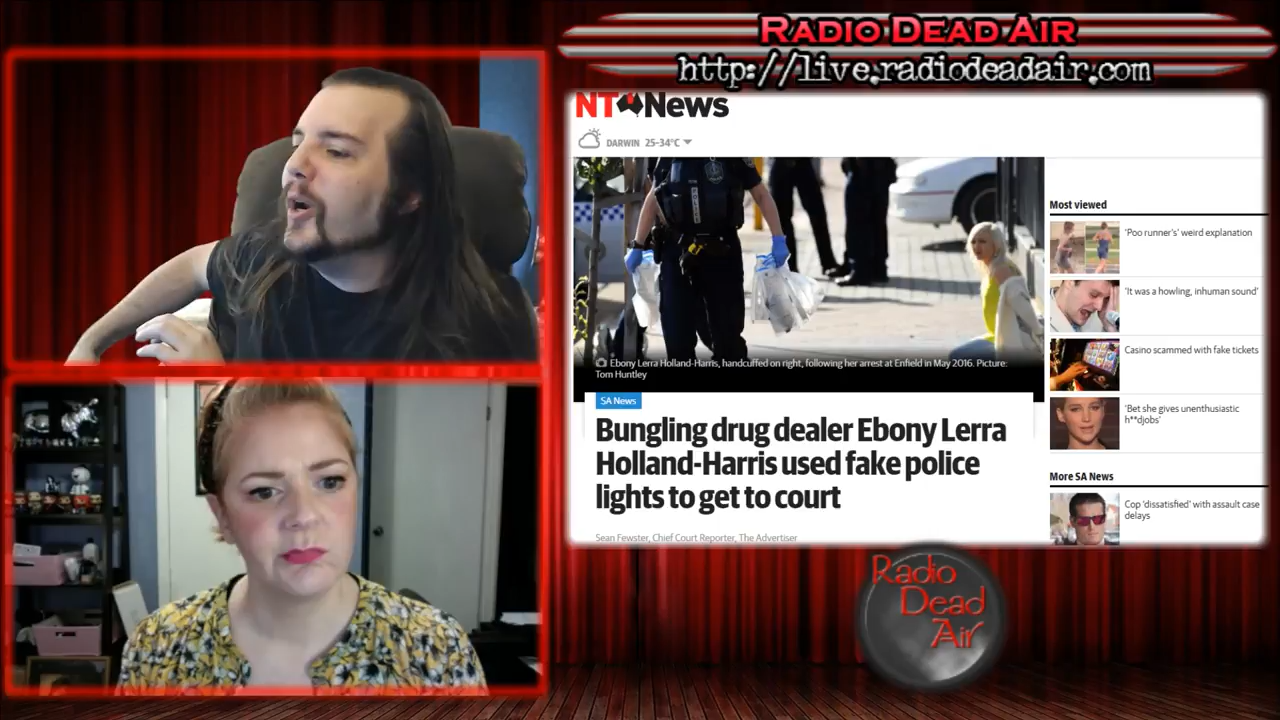 Radio Dead Air
http://live.radiodeadair.com
NT News
DARWIN 25-34°C
POLICE
Ebony Lerra Holland-Harris, handcuffed on right, following her arrest at Enfield in May 2016. Picture:
Tom Huntley
SA News
Bungling drug dealer Ebony Lerra
Holland-Harris used fake police
lights to get to court
Sean Fewster, Chief Court Reporter, The Advertiser
Most viewed
'Poo runner's' weird explanation
'It was a howling, inhuman sound'
Casino scammed with fake tickets
'Bet she gives unenthusiastic
h**djobs'
More SA News
Cop 'dissatisfied' with assault case
delays
Radio
Dead
Air